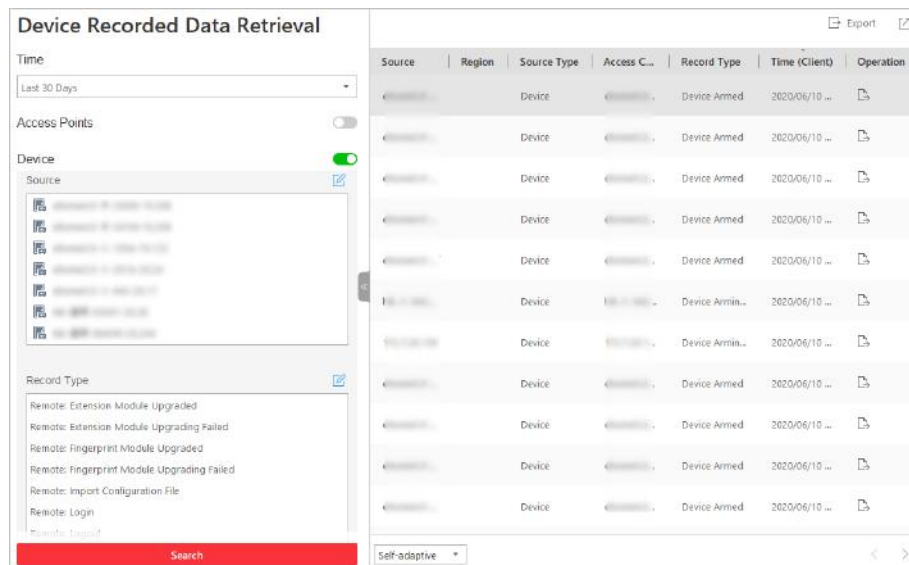 Device Recorded Data Retrieval
Time
Last 30 Days
Access Points
Device
Source
Record Type
Remote: Extension Module Upgraded
Remote: Extension Module Upgrading Failed
Remote: Fingerprint Module Upgraded
Remote: Fingerprint Module Upgrading Failed
Remote: Import Configuration File
Remote: Login
Remote: Logout
Search
Export
Source Region Source Type Access C... Record Type Time (Client) Operation
Device Device Armed 2020/06/10 ...
Device Device Armed 2020/06/10 ...
Device Device Armed 2020/06/10 ...
Device Device Armed 2020/06/10 ...
Device Device Armed 2020/06/10 ...
Device Device Armin... 2020/06/10 ...
Device Device Armin... 2020/06/10 ...
Device Device Armed 2020/06/10 ...
Device Device Armed 2020/06/10 ...
Device Device Armed 2020/06/10 ...
Device Device Armed 2020/06/10 ...
Self-adaptive